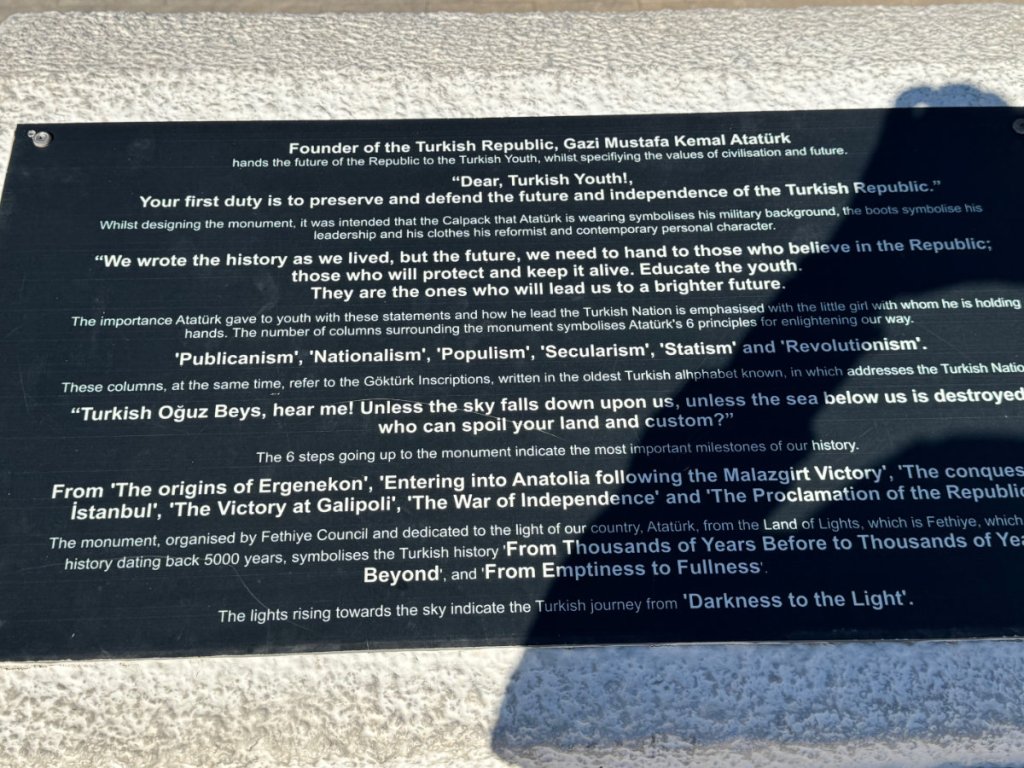 Founder of the Turkish Republic, Gazi Mustafa Kemal Atatürk
hands the future of the Republic to the Turkish Youth, whilst specifiying the values of civilisation and future.
“Dear, Turkish Youth!,
Your first duty is to preserve and defend the future and independence of the Turkish Republic.”
Whilst designing the monument, it was intended that the Calpack that Atatürk is wearing symbolises his military background, the boots symbolise his
leadership and his clothes his reformist and contemporary personal character.
“We wrote the history as we lived, but the future, we need to hand to those who believe in the Republic;
those who will protect and keep it alive. Educate the youth.
They are the ones who will lead us to a brighter future.
The importance Atatürk gave to youth with these statements and how he lead the Turkish Nation is emphasised with the little girl with whom he is holding
hands. The number of columns surrounding the monument symbolises Atatürk's 6 principles for enlightening our way.
'Publicanism', 'Nationalism', 'Populism', 'Secularism', 'Statism' and 'Revolutionism'.
These columns, at the same time, refer to the Göktürk Inscriptions, written in the oldest Turkish alhphabet known, in which addresses the Turkish Natio
“Turkish Oğuz Beys, hear me! Unless the sky falls down upon us, unless the sea below us is destroyed
who can spoil your land and custom?”
The 6 steps going up to the monument indicate the most important milestones of our history.
From 'The origins of Ergenekon', 'Entering into Anatolia following the Malazgirt Victory', 'The conques
İstanbul', 'The Victory at Galipoli', 'The War of Independence' and 'The Proclamation of the Republic
The monument, organised by Fethiye Council and dedicated to the light of our country, Atatürk, from the Land of Lights, which is Fethiye, which
history dating back 5000 years, symbolises the Turkish history 'From Thousands of Years Before to Thousands of Yea
Beyond', and 'From Emptiness to Fullness'.
The lights rising towards the sky indicate the Turkish journey from 'Darkness to the Light'.